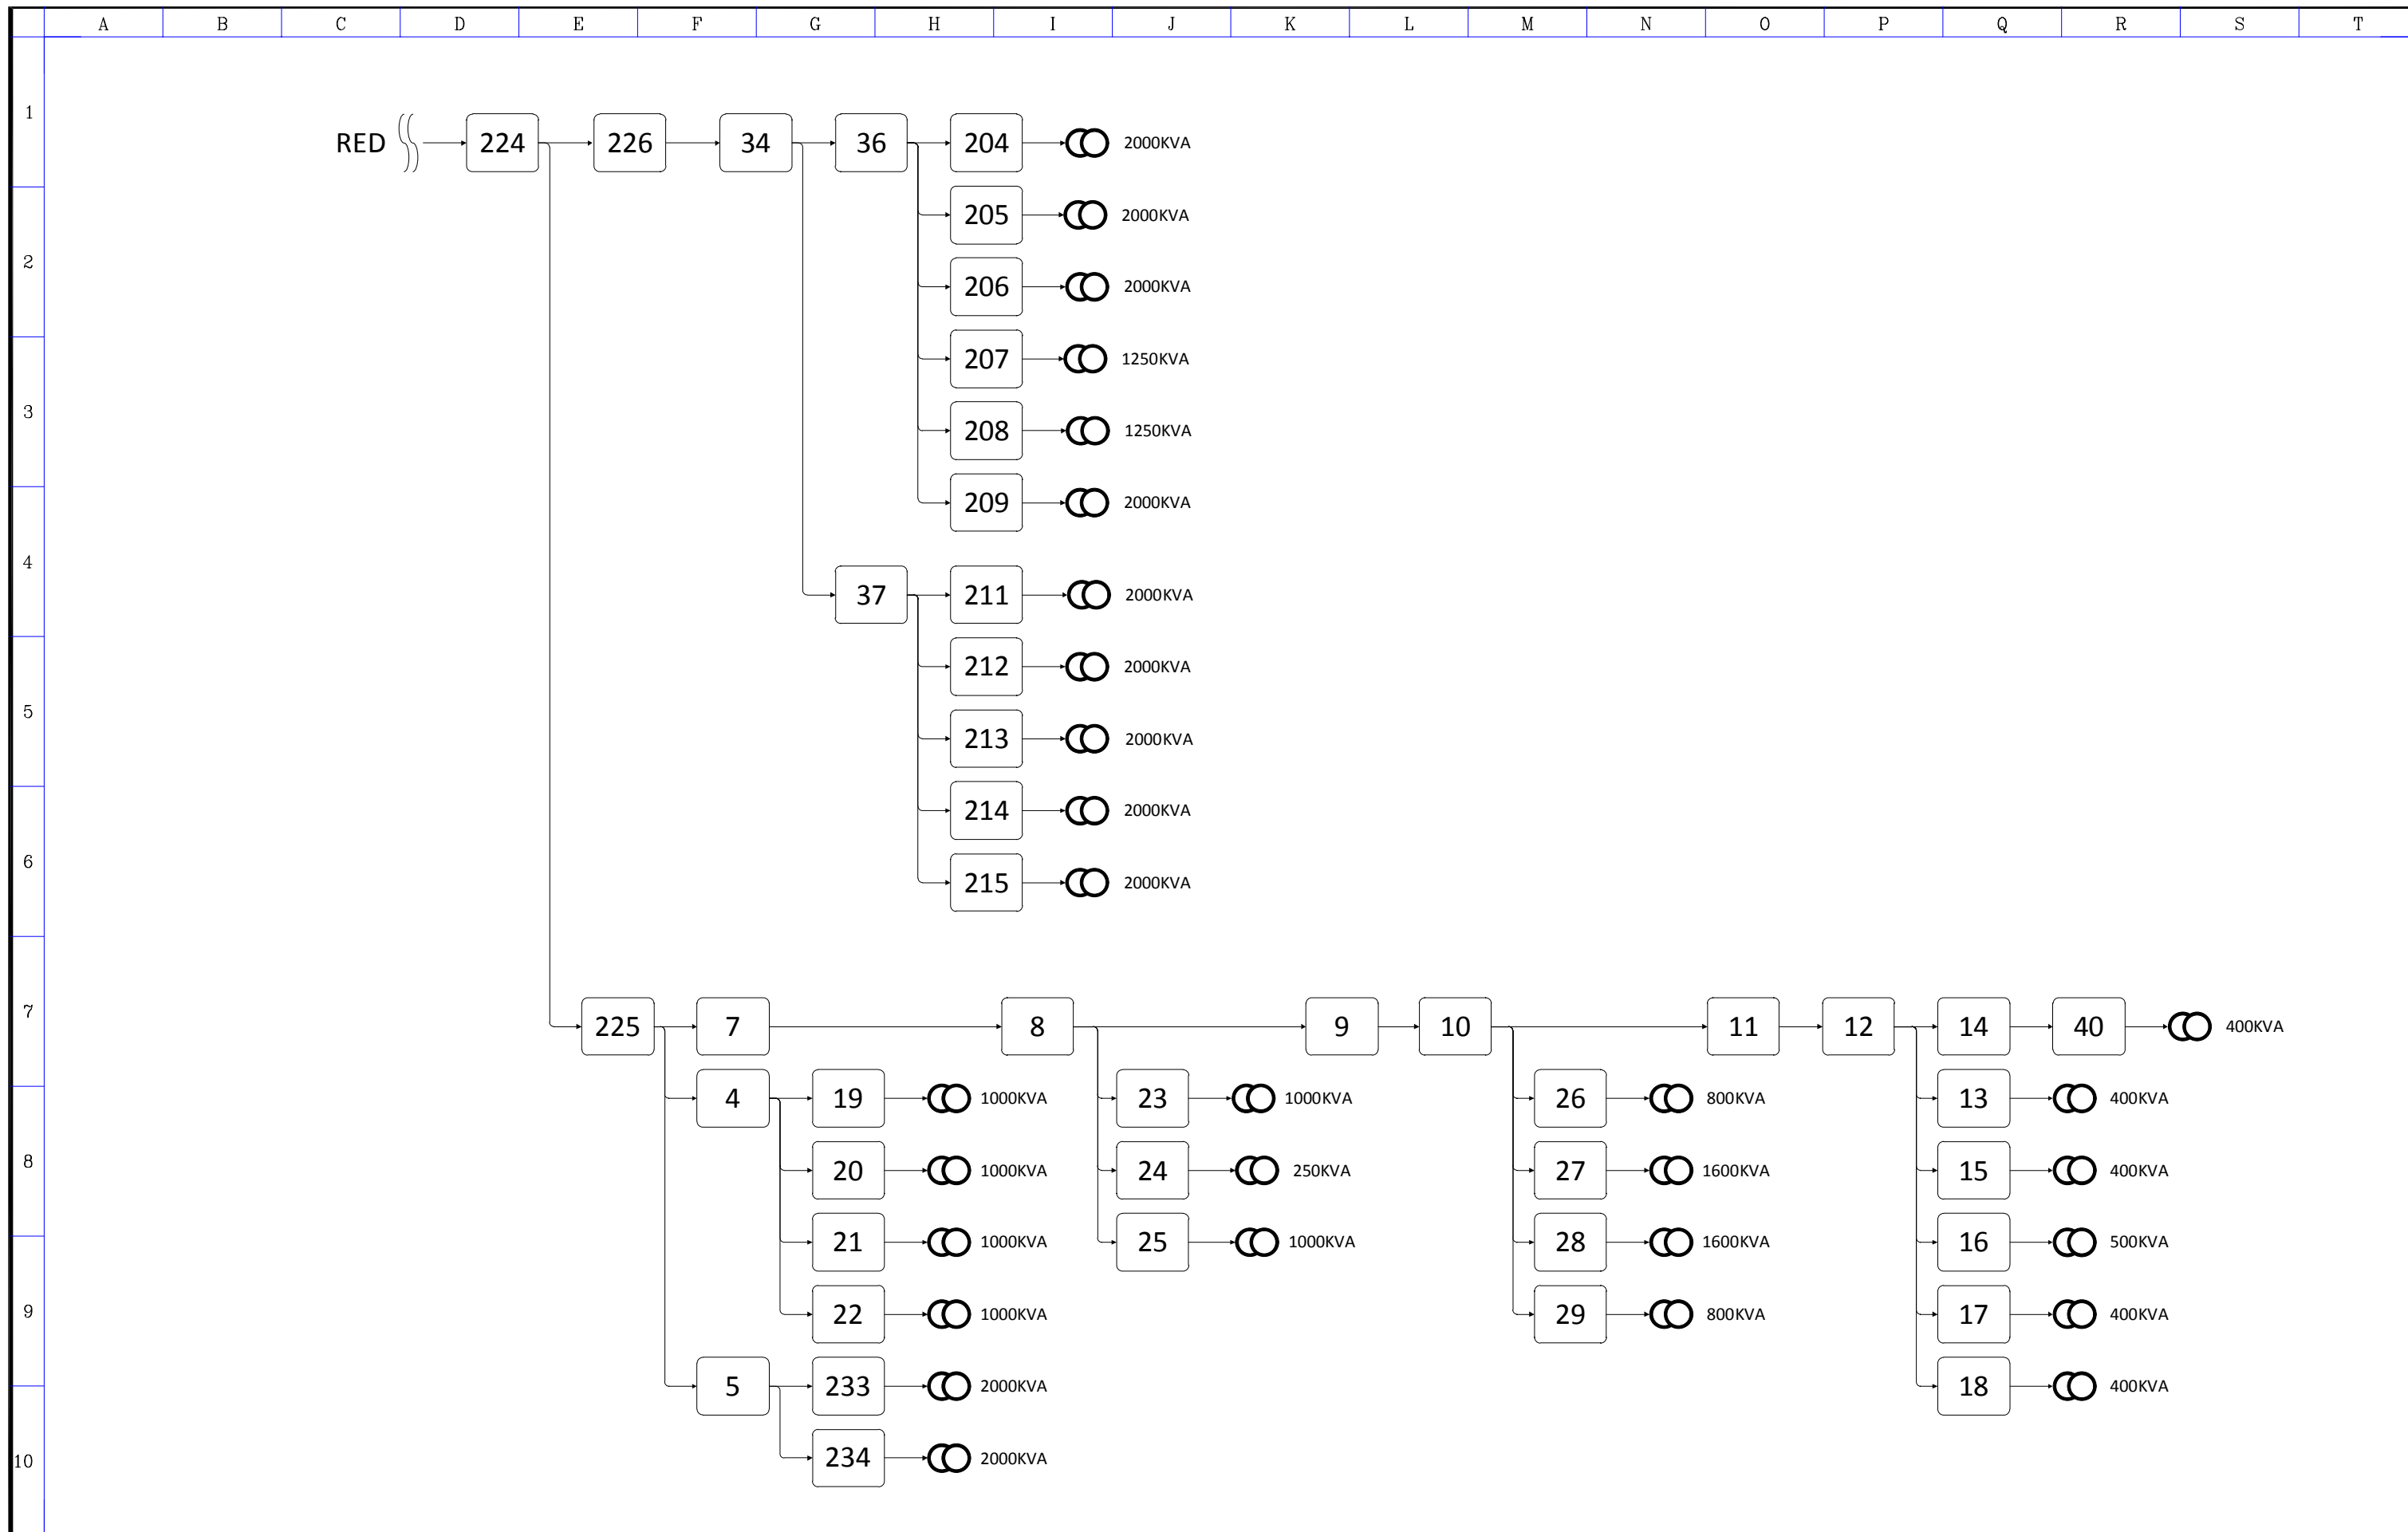 A B C D E F G H I J K L M N O P Q R S T
1
RED 224 226 34 36 204 2000KVA
205 2000KVA
2
206 2000KVA
207 1250KVA
3
208 1250KVA
209 2000KVA
4
37 211 2000KVA
212 2000KVA
5
213 2000KVA
214 2000KVA
6
215 2000KVA
7
225 7 8 9 10 11 12 14 40 400KVA
4 19 1000KVA 23 1000KVA 26 800KVA 13 400KVA
8
20 1000KVA 24 250KVA 27 1600KVA 15 400KVA
21 1000KVA 25 1000KVA 28 1600KVA 16 500KVA
9
22 1000KVA 29 800KVA 17 400KVA
5 233 2000KVA 18 400KVA
10
234 2000KVA